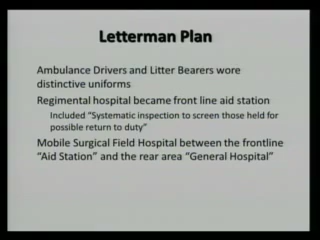 Letterman Plan
Ambulance Drivers and Litter Bearers wore
distinctive uniforms
Regimental hospital became front line aid station
Included “Systematic inspection to screen those held for
possible return to duty”
Mobile Surgical Field Hospital between the frontline
“Aid Station” and the rear area “General Hospital”